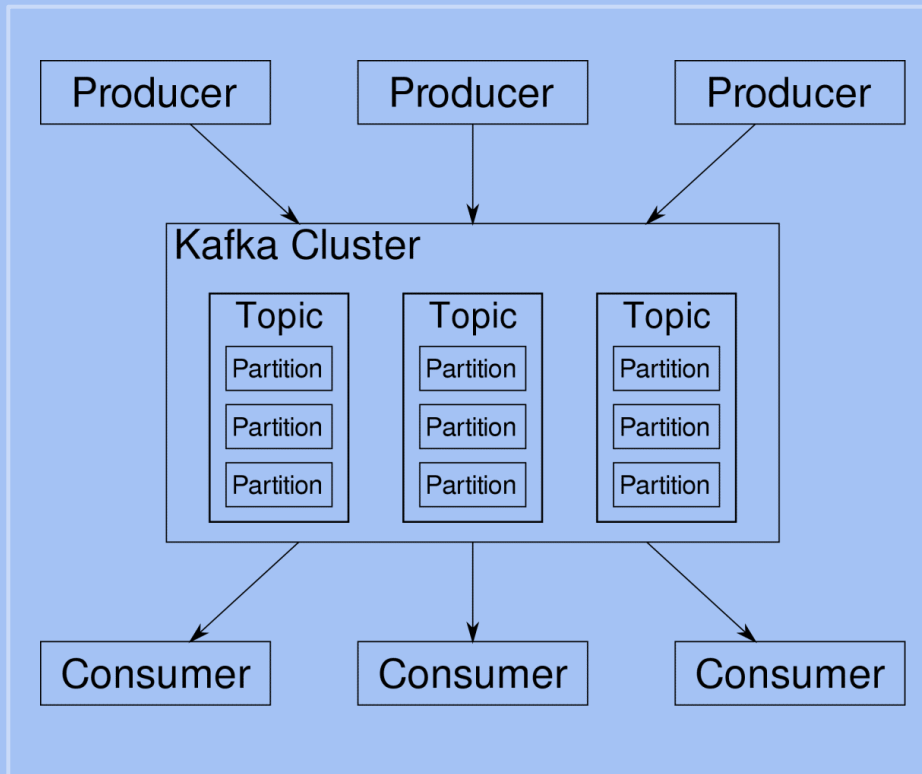 Producer
Producer
Producer
Kafka Cluster
Topic
Topic
Topic
Partition
Partition
Partition
Partition
Partition
Partition
Partition
Partition
Partition
Consumer
Consumer
Consumer